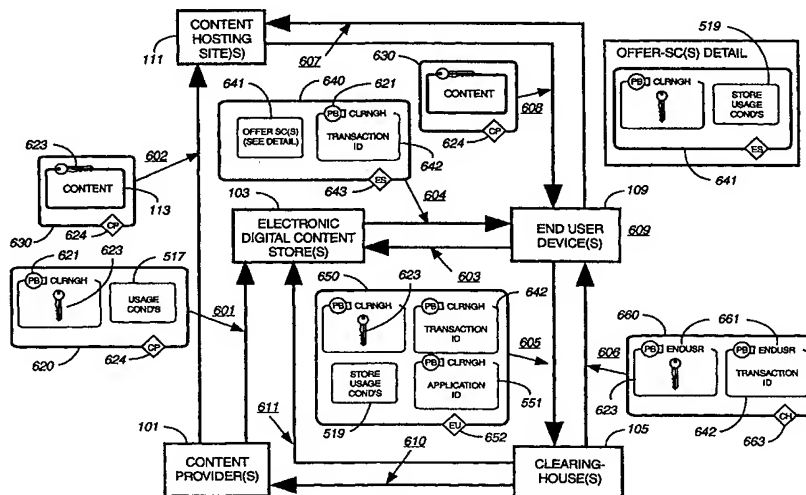 CONTENT
HOSTING
SITE(S)
111
607
630
CONTENT
608
624
CP
519
OFFER-SC(S) DETAIL
PB
CLRNGH
STORE
USAGE
COND'S
ES
641
641
640
621
PB
CLRNGH
OFFER SC(S)
(SEE DETAIL)
TRANSACTION
ID
642
643
ES
604
623
602
CONTENT
113
630
624
CP
103
ELECTRONIC
DIGITAL CONTENT
STORE(S)
109
END USER
DEVICE(S)
609
603
621
623
517
PB
CLRNGH
USAGE
COND'S
601
620
624
CP
650
623
642
PB
CLRNGH
PB
CLRNGH
TRANSACTION
ID
605
STORE
USAGE
COND'S
PB
CLRNGH
APPLICATION
ID
551
519
EU
652
660
661
606
PB
ENDUSR
PB
ENDUSR
TRANSACTION
ID
623
642
CH
663
611
101
CONTENT
PROVIDER(S)
610
105
CLEARING-
HOUSE(S)